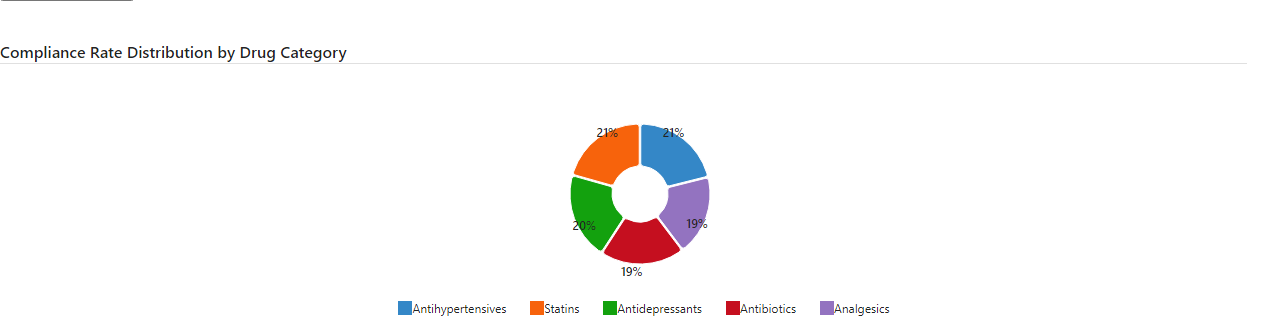 Compliance Rate Distribution by Drug Category
21% 21%
20% 19%
19%
Antihypertensives Statins Antidepressants Antibiotics Analgesics